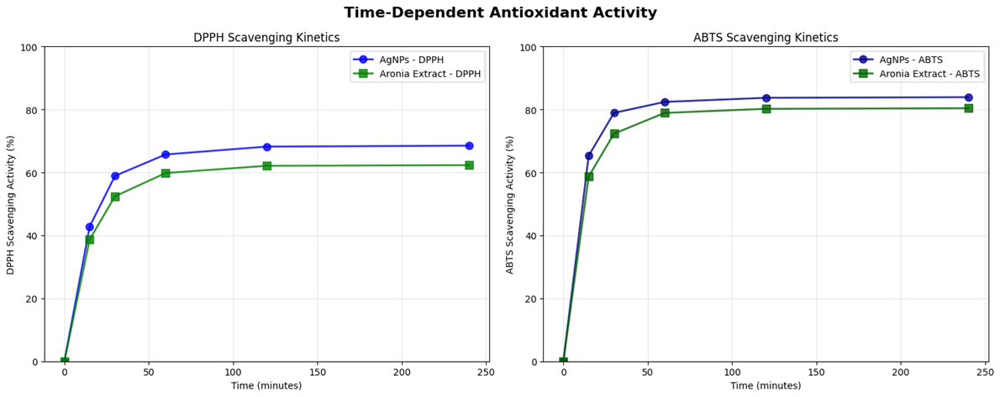 Time-Dependent Antioxidant Activity
DPPH Scavenging Kinetics
100
80
60
40
20
0
DPPH Scavenging Activity (%)
AgNPs - DPPH
Aronia Extract - DPPH
0 50 100 150 200 250
Time (minutes)
ABTS Scavenging Kinetics
100
80
60
40
20
0
ABTS Scavenging Activity (%)
AgNPs - ABTS
Aronia Extract - ABTS
0 50 100 150 200 250
Time (minutes)